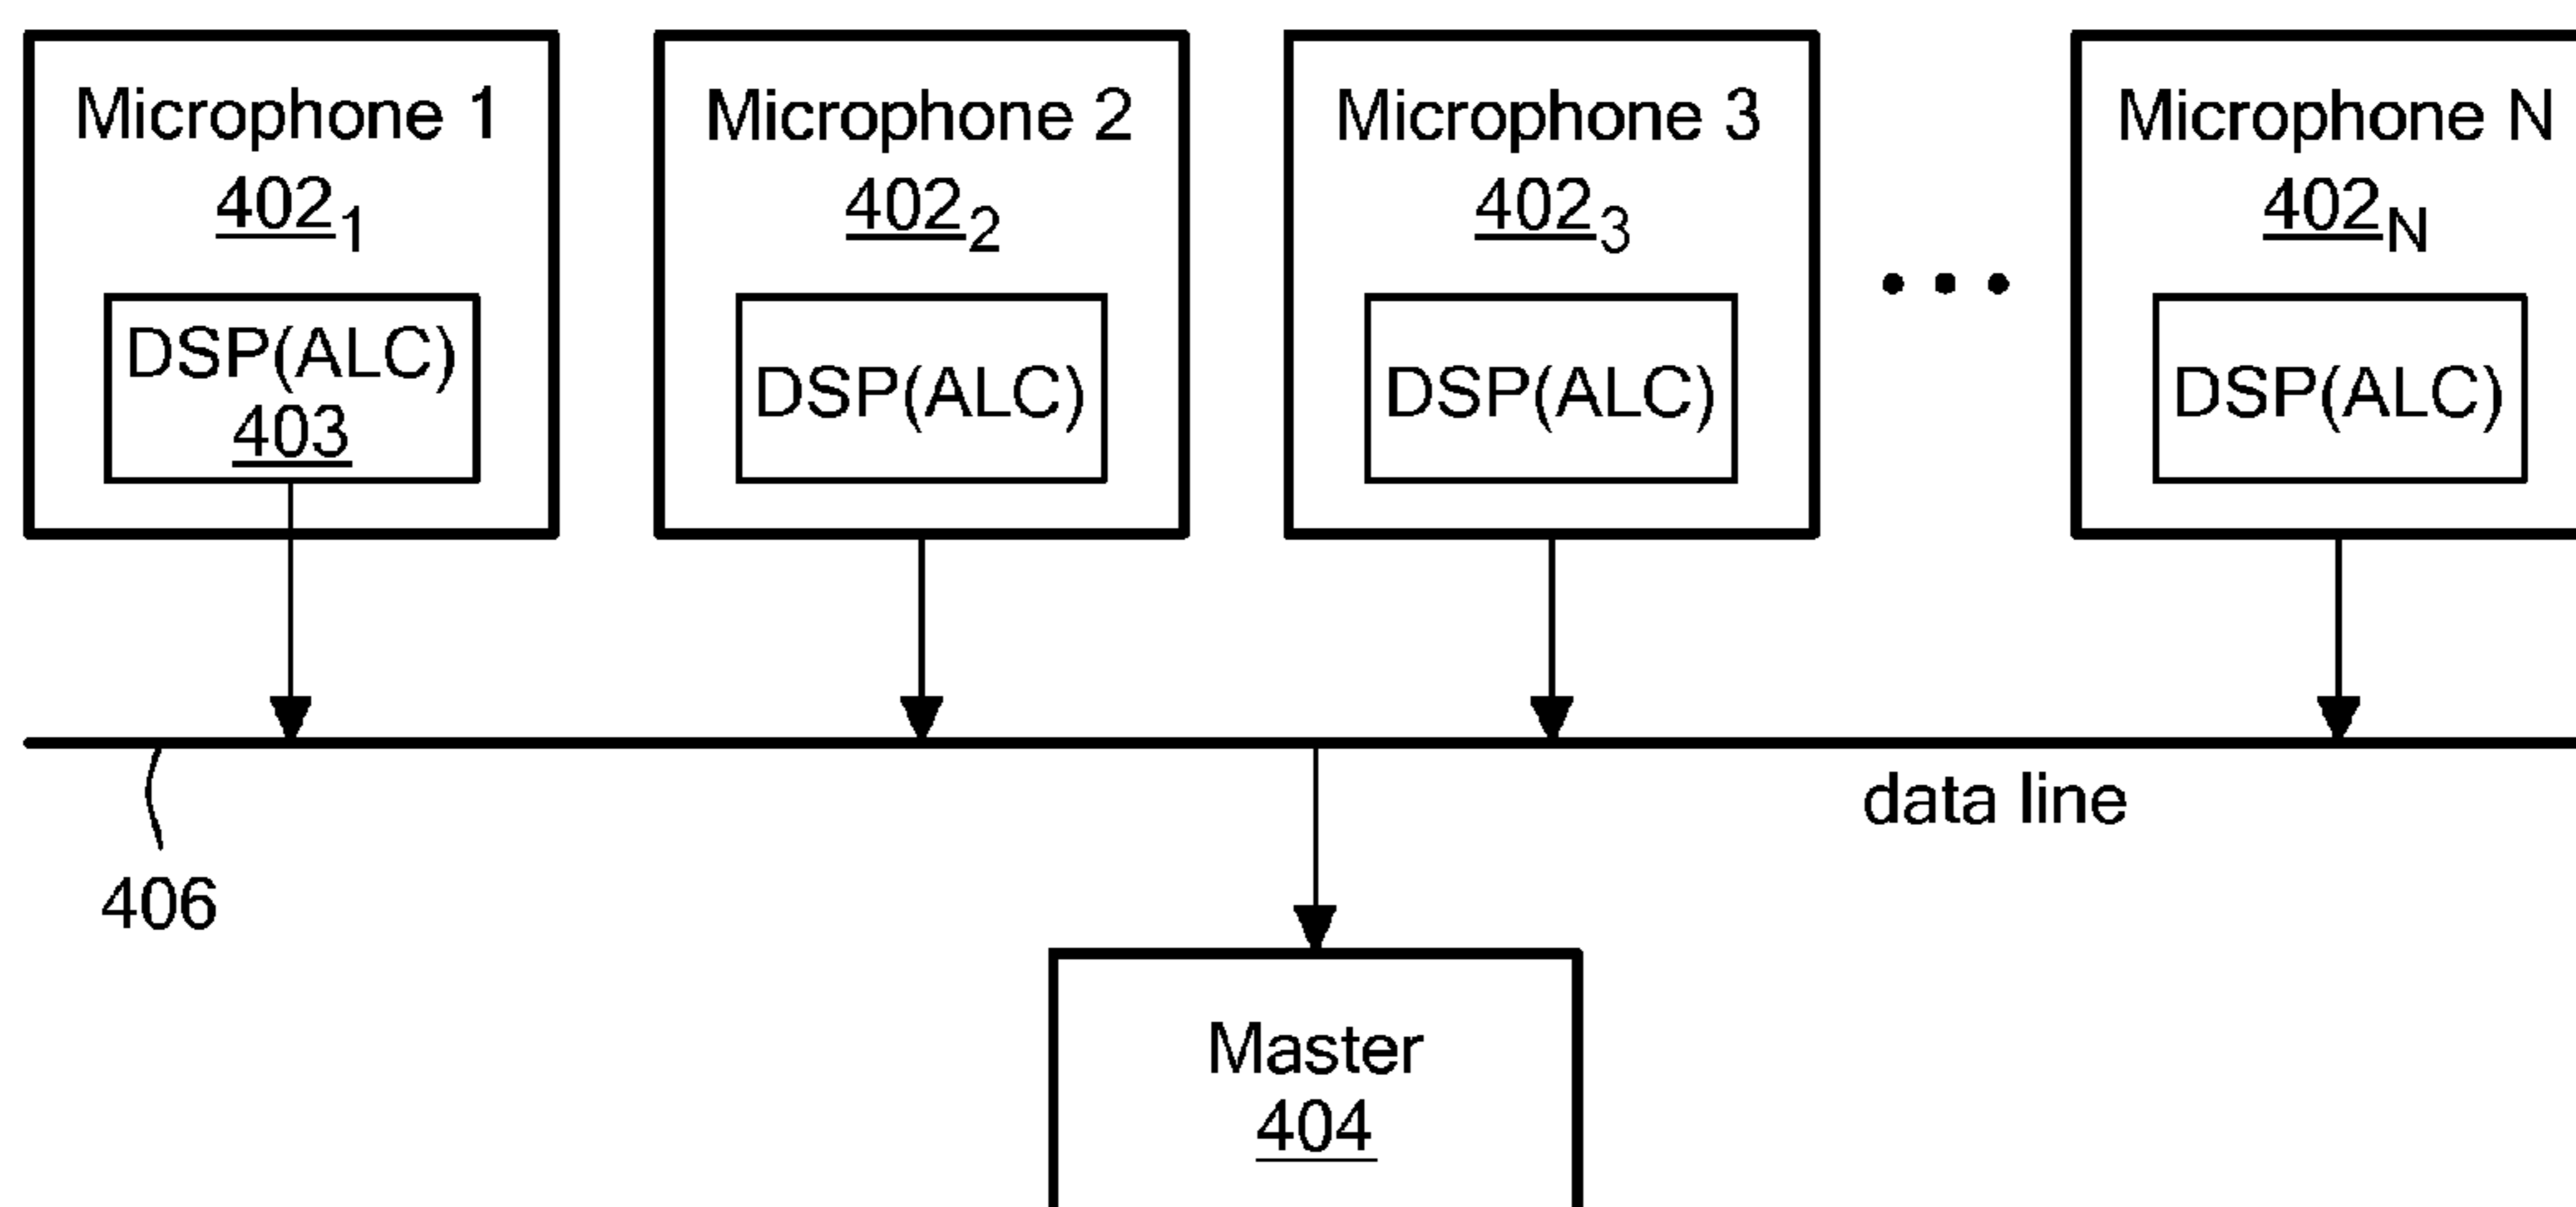 Microphone 1
402₁
DSP(ALC)
403
Microphone 2
402₂
DSP(ALC)
Microphone 3
402₃
DSP(ALC)
• • •
Microphone N
402N
DSP(ALC)
data line
406
Master
404